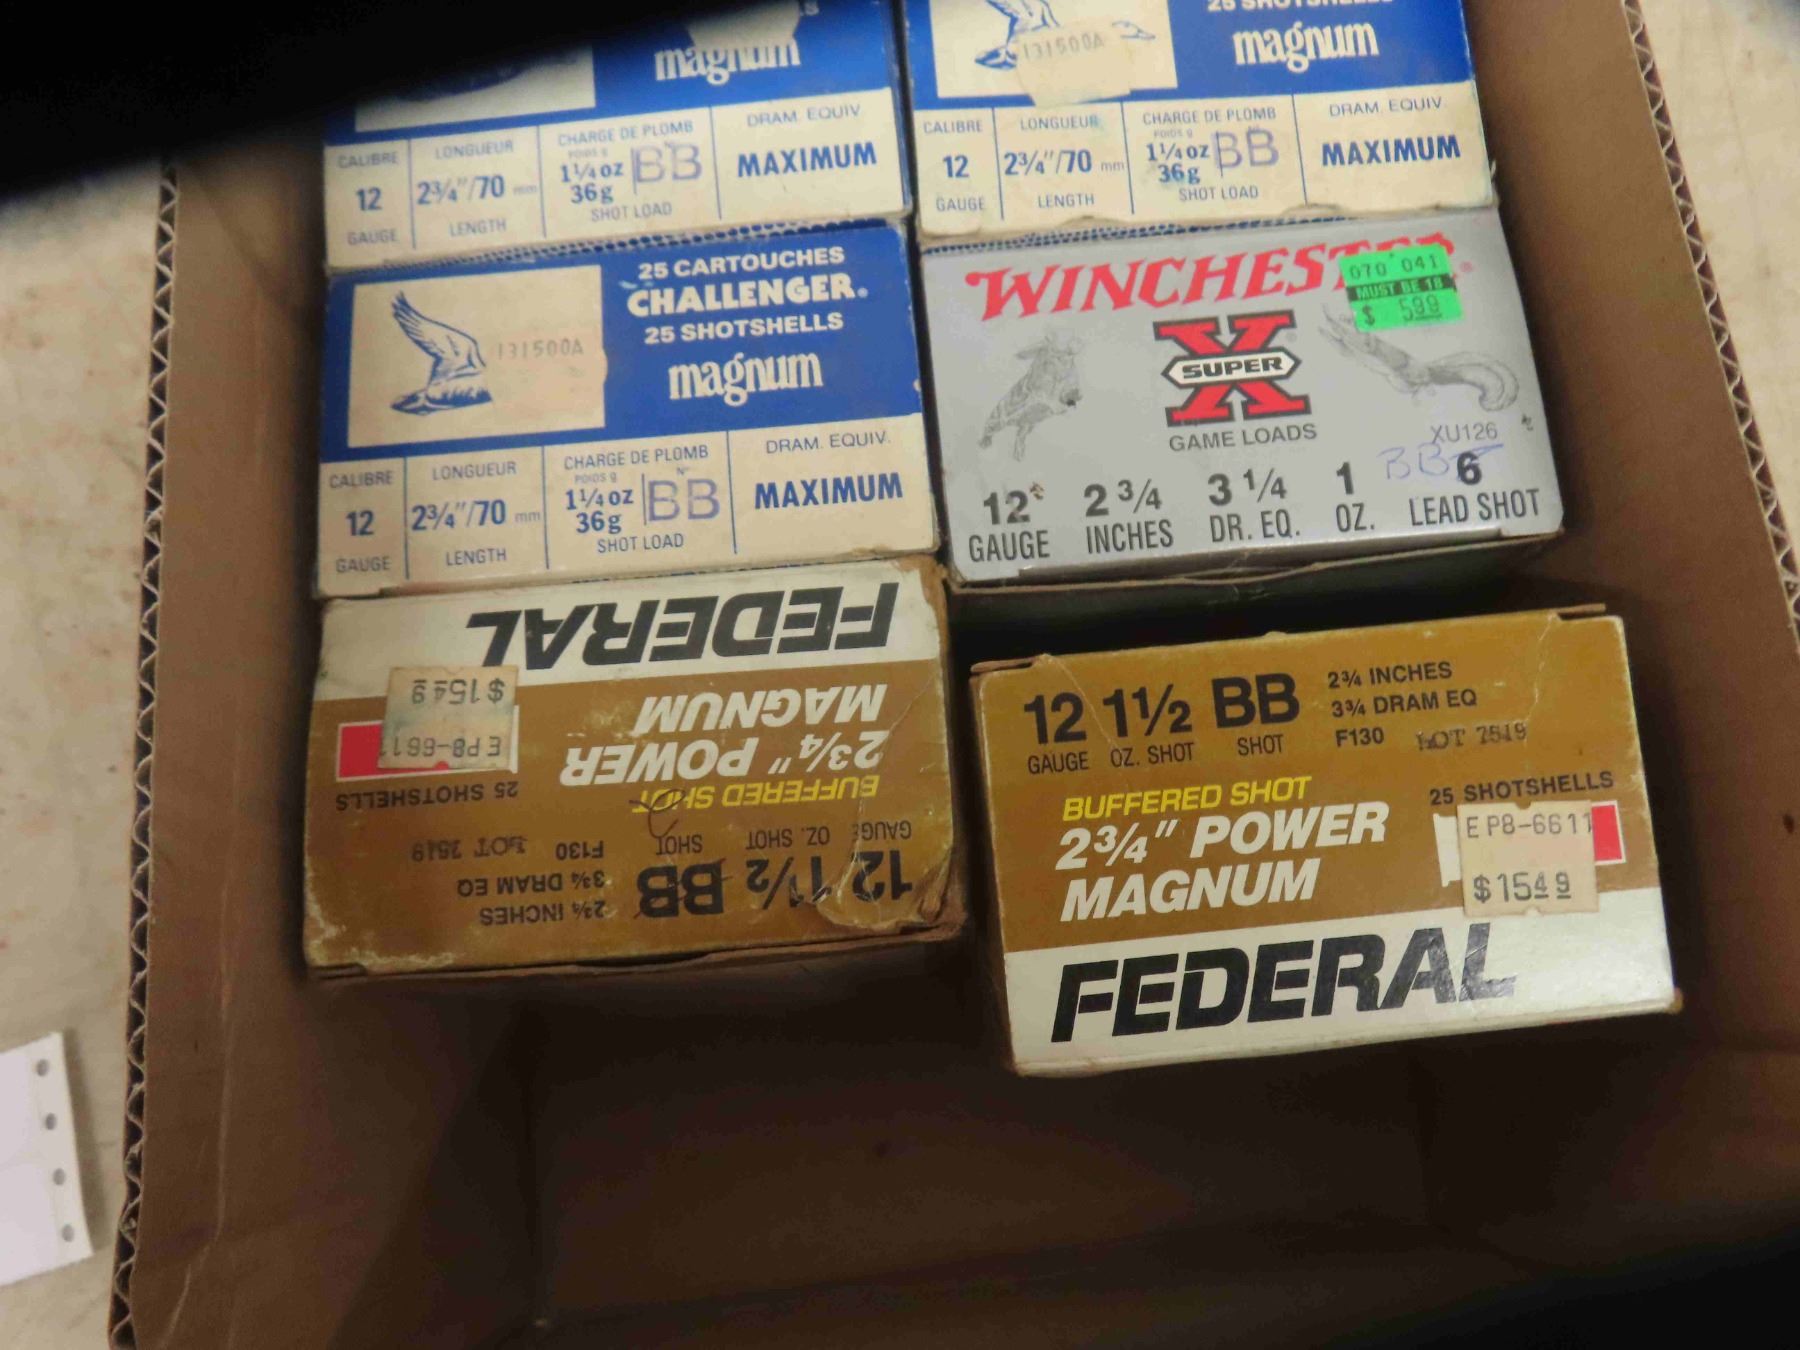 magnum
CALIBRE
12
GAUGE
LONGUEUR
2¾"/70 mm
LENGTH
CHARGE DE PLOMB
POIDS g Nº
1¼ oz BB
36g
SHOT LOAD
DRAM. EQUIV
MAXIMUM
25 SHOTSHELLS
magnum
131500A
CALIBRE
12
GAUGE
LONGUEUR
2¾"/70 mm
LENGTH
CHARGE DE PLOMB
POIDS g
1¼ oz BB
36g
SHOT LOAD
DRAM. EQUIV.
MAXIMUM
25 CARTOUCHES
CHALLENGER®
25 SHOTSHELLS
magnum
131500A
CALIBRE
12
GAUGE
LONGUEUR
2¾"/70 mm
LENGTH
CHARGE DE PLOMB
POIDS g Nº
1¼ oz BB
36g
SHOT LOAD
DRAM. EQUIV.
MAXIMUM
WINCHESTER®
070 041
MUST BE 18
$ 5.99
X
SUPER
GAME LOADS
XU126
BB
12 2 3/4 3 1/4 1 6
GAUGE INCHES DR. EQ. OZ. LEAD SHOT
FEDERAL
2¾" POWER
MAGNUM
BUFFERED SHOT
$15.49
EP8-6611
25 SHOTSHELLS
12 1½ BB
GAUGE OZ. SHOT SHOT
2¾ INCHES
3¾ DRAM EQ
F130 LOT 7519
12 1½ BB
GAUGE OZ. SHOT SHOT
2¾ INCHES
3¾ DRAM EQ
F130 LOT 7519
BUFFERED SHOT
2¾" POWER
MAGNUM
25 SHOTSHELLS
EP8-6611
$15.49
FEDERAL